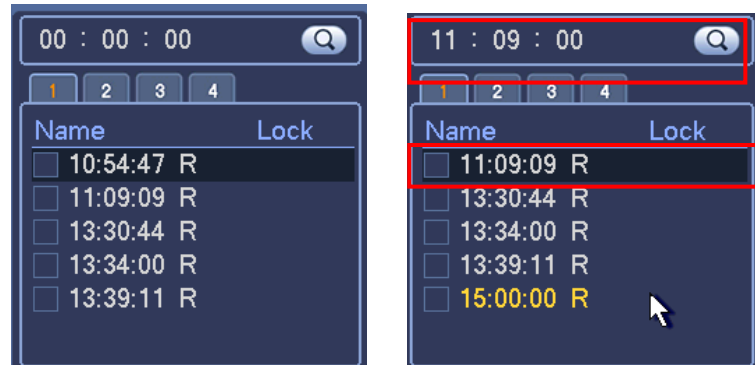 00 : 00 : 00
1 2 3 4
Name Lock
10:54:47 R
11:09:09 R
13:30:44 R
13:34:00 R
13:39:11 R
11 : 09 : 00
1 2 3 4
Name Lock
11:09:09 R
13:30:44 R
13:34:00 R
13:39:11 R
15:00:00 R